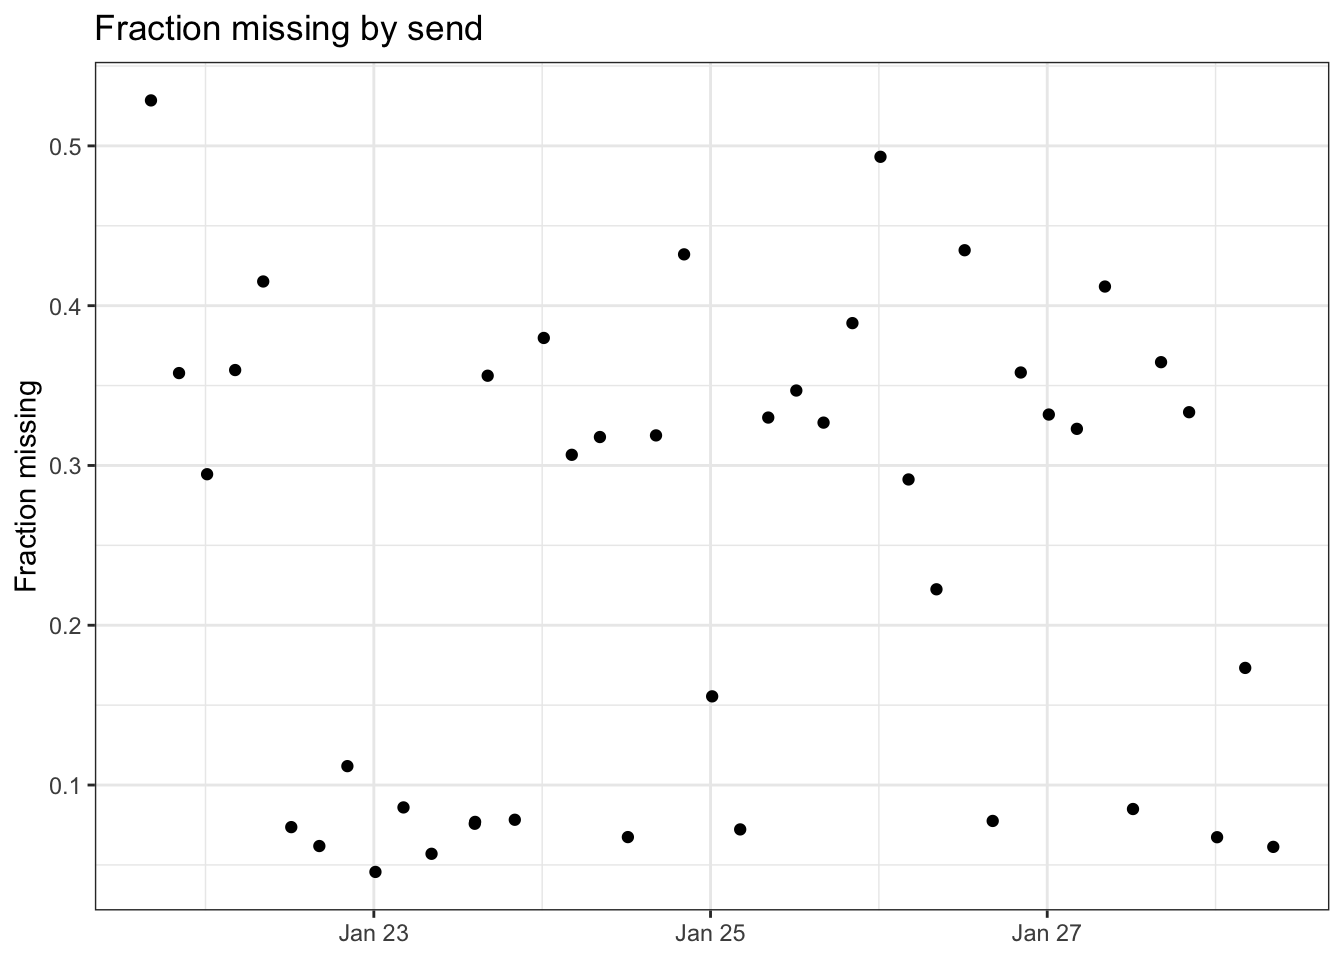 Fraction missing by send
Fraction missing
0.5
0.4
0.3
0.2
0.1
Jan 23
Jan 25
Jan 27